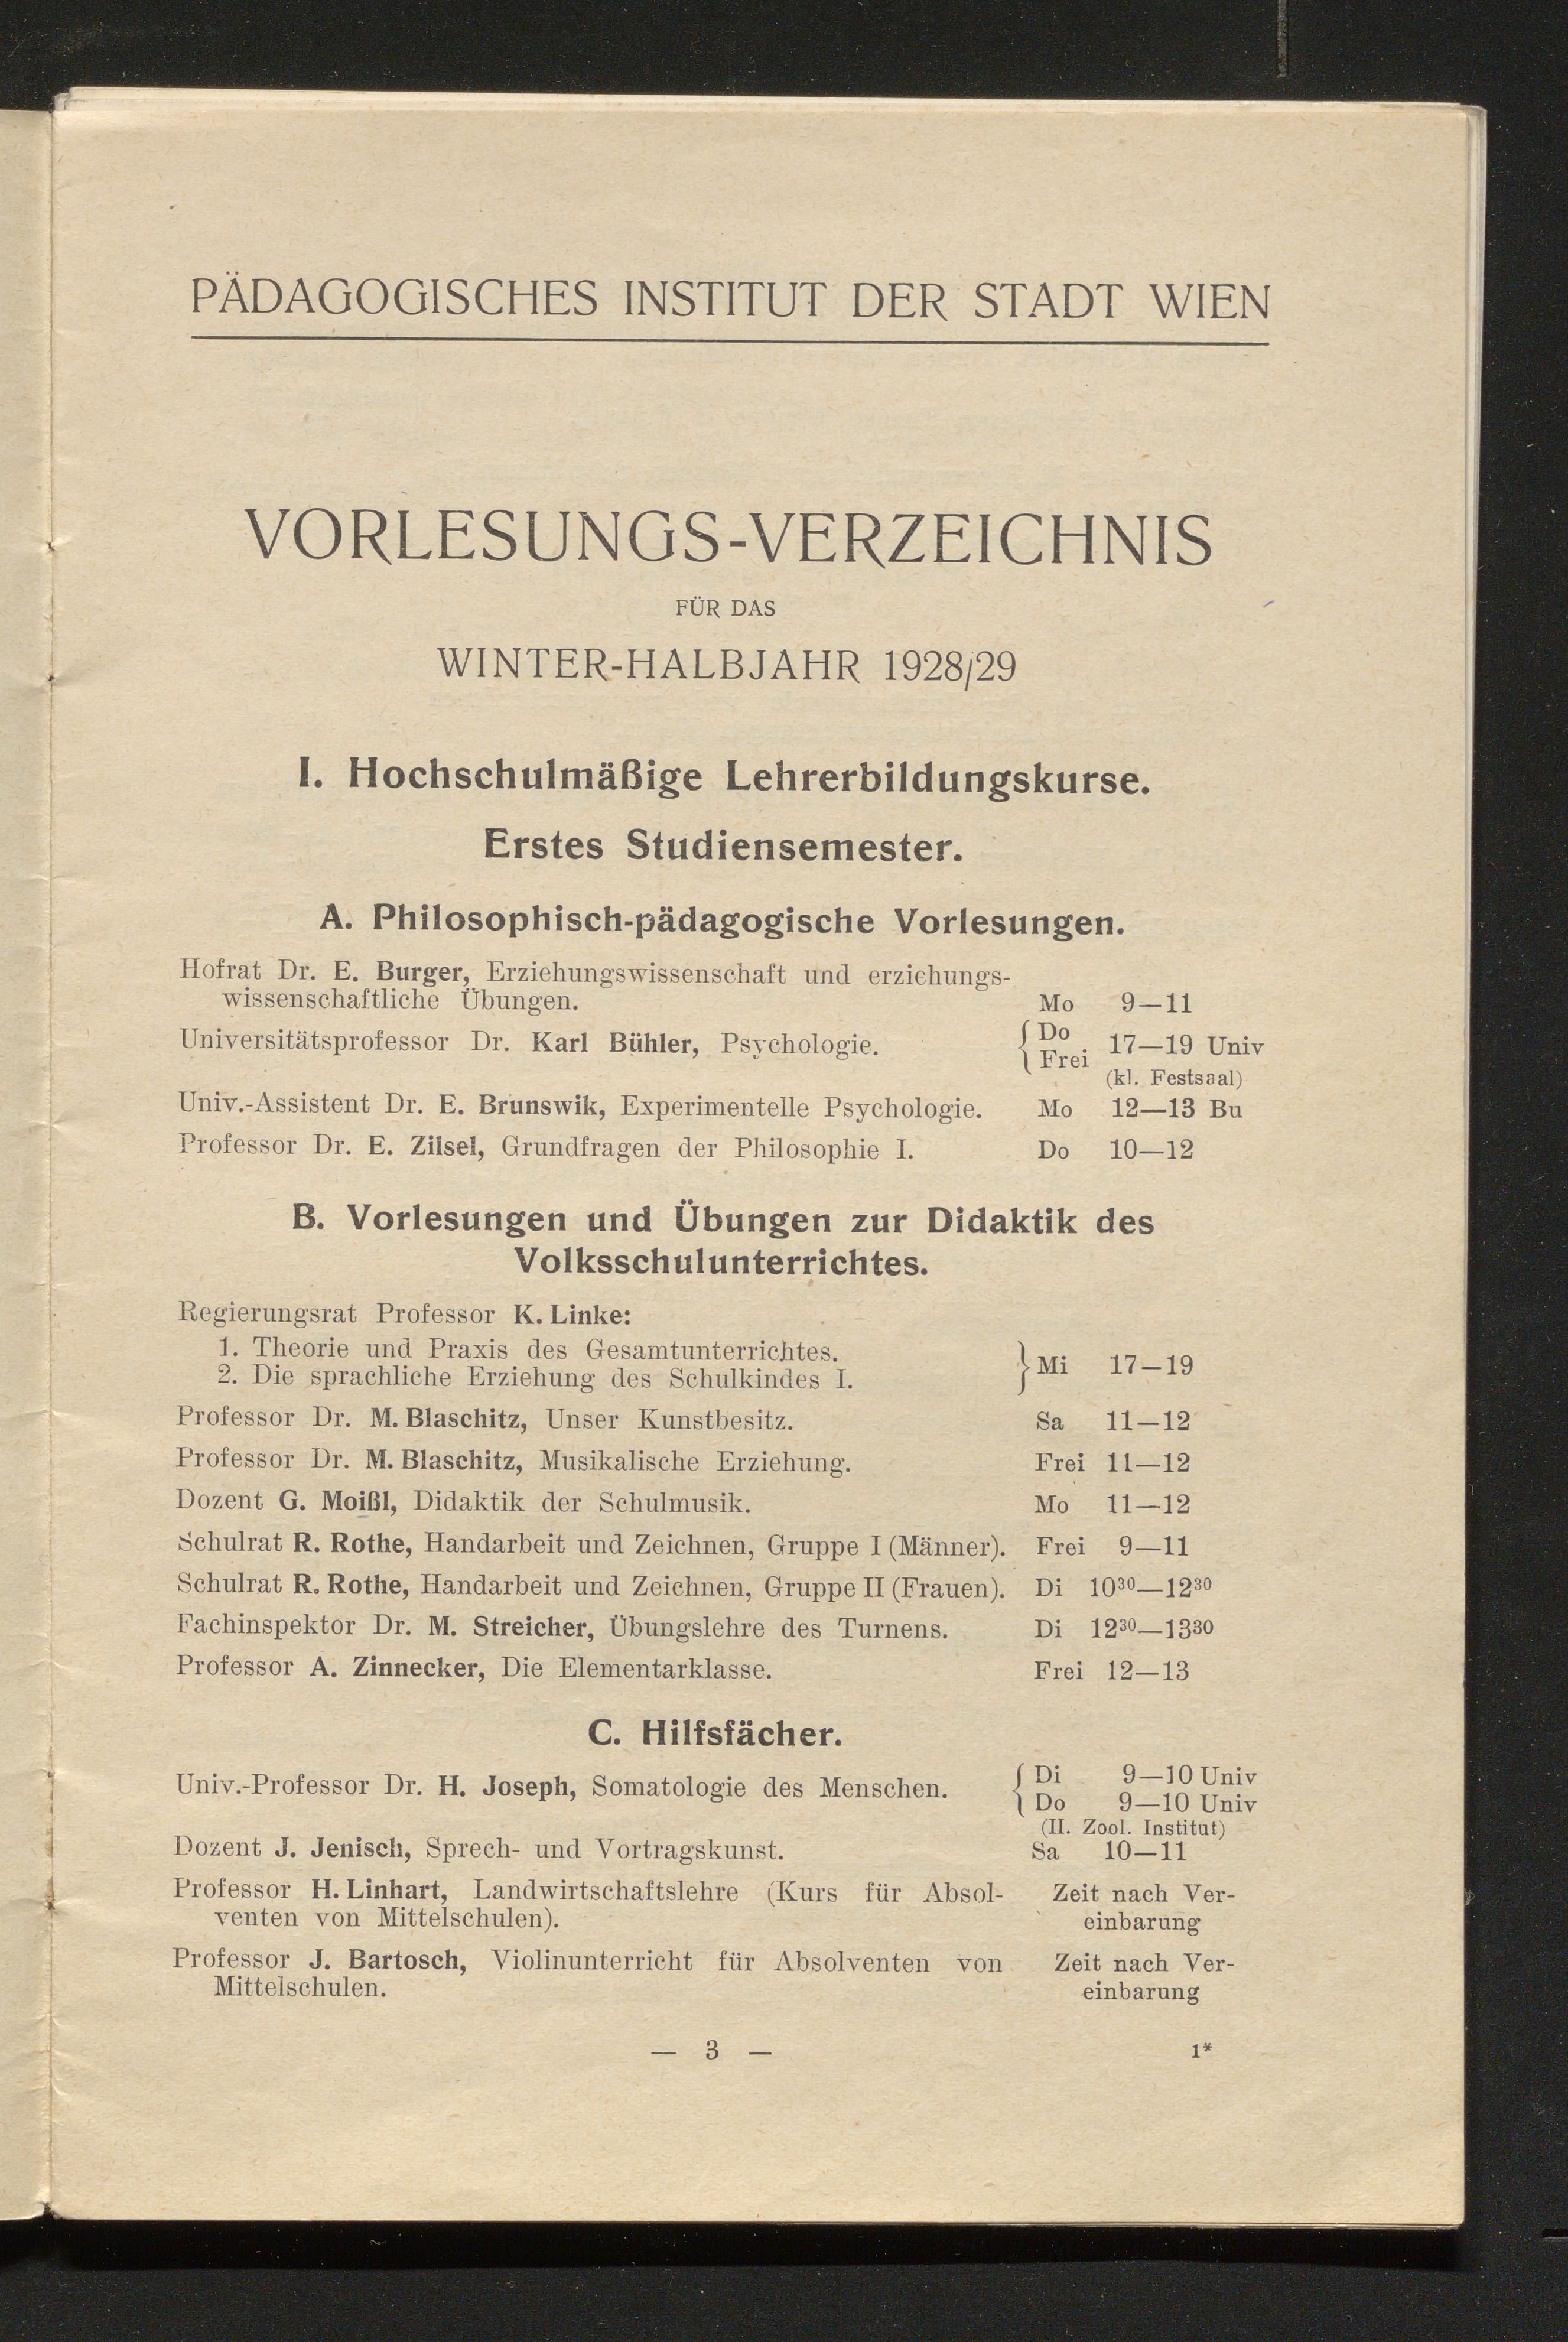 PÄDAGOGISCHES INSTITUT DER STADT WIEN
VORLESUNGS-VERZEICHNIS
FÜR DAS
WINTER-HALBJAHR 1928/29
I. Hochschulmäßige Lehrerbildungskurse.
Erstes Studiensemester.
A. Philosophisch-pädagogische Vorlesungen.
Hofrat Dr. E. Burger, Erziehungswissenschaft und erziehungs-
wissenschaftliche Übungen. Mo 9—11
Universitätsprofessor Dr. Karl Bühler, Psychologie. { Do Frei 17—19 Univ
(kl. Festsaal)
Univ.-Assistent Dr. E. Brunswik, Experimentelle Psychologie. Mo 12—13 Bu
Professor Dr. E. Zilsel, Grundfragen der Philosophie I. Do 10—12
B. Vorlesungen und Übungen zur Didaktik des
Volksschulunterrichtes.
Regierungsrat Professor K. Linke:
1. Theorie und Praxis des Gesamtunterrichtes.
2. Die sprachliche Erziehung des Schulkindes I. } Mi 17—19
Professor Dr. M. Blaschitz, Unser Kunstbesitz. Sa 11—12
Professor Dr. M. Blaschitz, Musikalische Erziehung. Frei 11—12
Dozent G. Moißl, Didaktik der Schulmusik. Mo 11—12
Schulrat R. Rothe, Handarbeit und Zeichnen, Gruppe I (Männer). Frei 9—11
Schulrat R. Rothe, Handarbeit und Zeichnen, Gruppe II (Frauen). Di 10³⁰—12³⁰
Fachinspektor Dr. M. Streicher, Übungslehre des Turnens. Di 12³⁰—13³⁰
Professor A. Zinnecker, Die Elementarklasse. Frei 12—13
C. Hilfsfächer.
Univ.-Professor Dr. H. Joseph, Somatologie des Menschen. { Di 9—10 Univ
Do 9—10 Univ
(II. Zool. Institut)
Dozent J. Jenisch, Sprech- und Vortragskunst. Sa 10—11
Professor H. Linhart, Landwirtschaftslehre (Kurs für Absol- Zeit nach Ver-
venten von Mittelschulen). einbarung
Professor J. Bartosch, Violinunterricht für Absolventen von Zeit nach Ver-
Mittelschulen. einbarung
— 3 — 1*